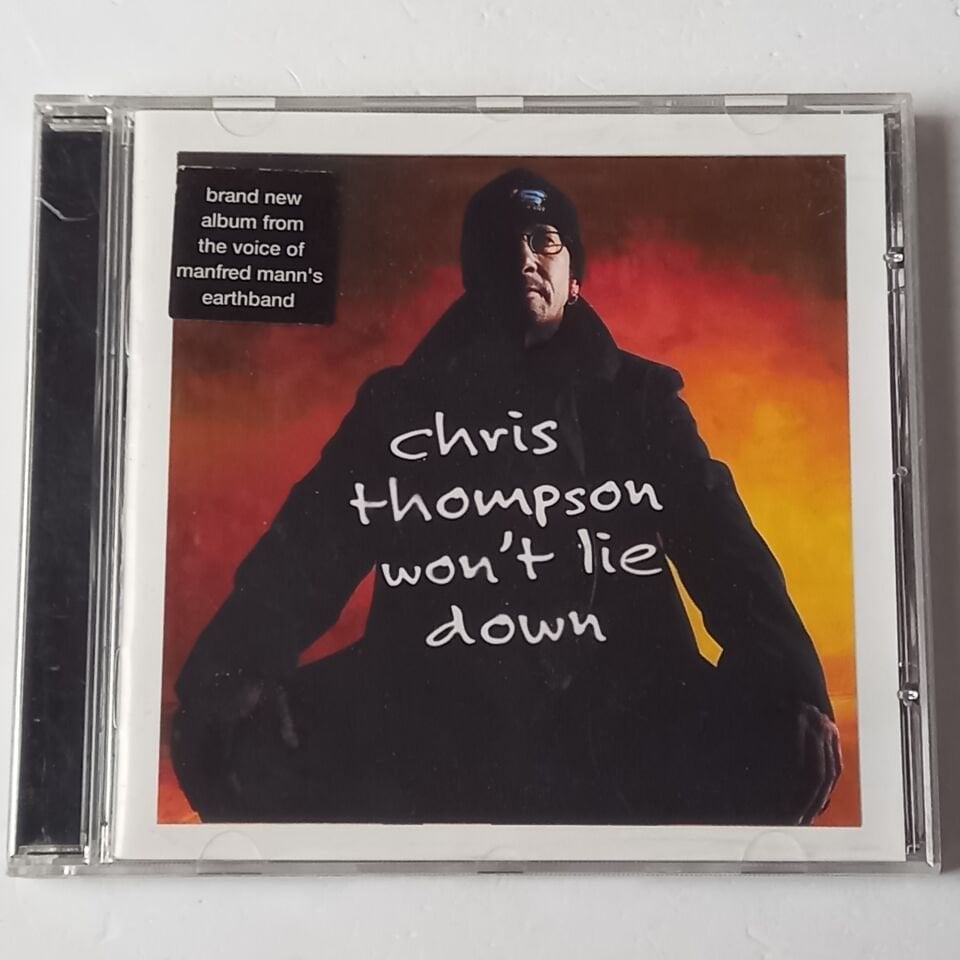 brand new
album from
the voice of
manfred mann's
earthband
chris
thompson
won't lie
down